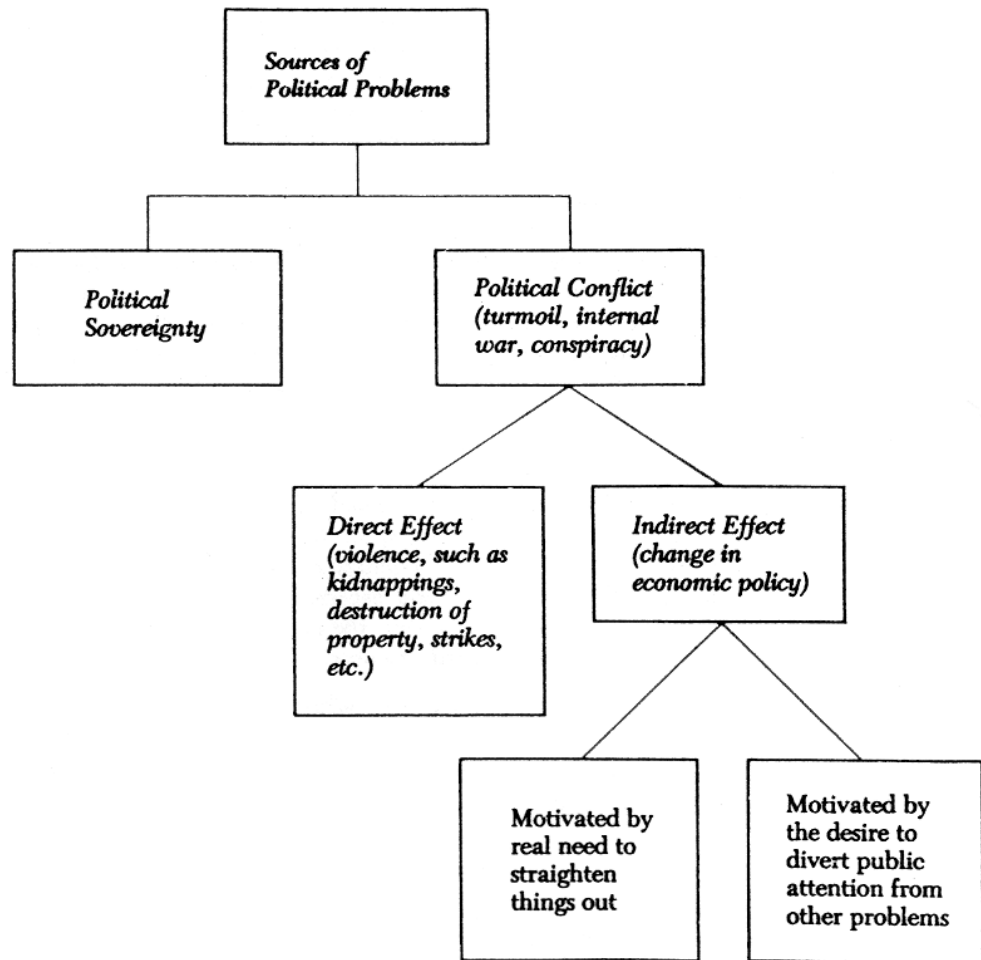 Sources of
Political Problems
Political
Sovereignty
Political Conflict
(turmoil, internal
war, conspiracy)
Direct Effect
(violence, such as
kidnappings,
destruction of
property, strikes,
etc.)
Indirect Effect
(change in
economic policy)
Motivated by
real need to
straighten
things out
Motivated by
the desire to
divert public
attention from
other problems